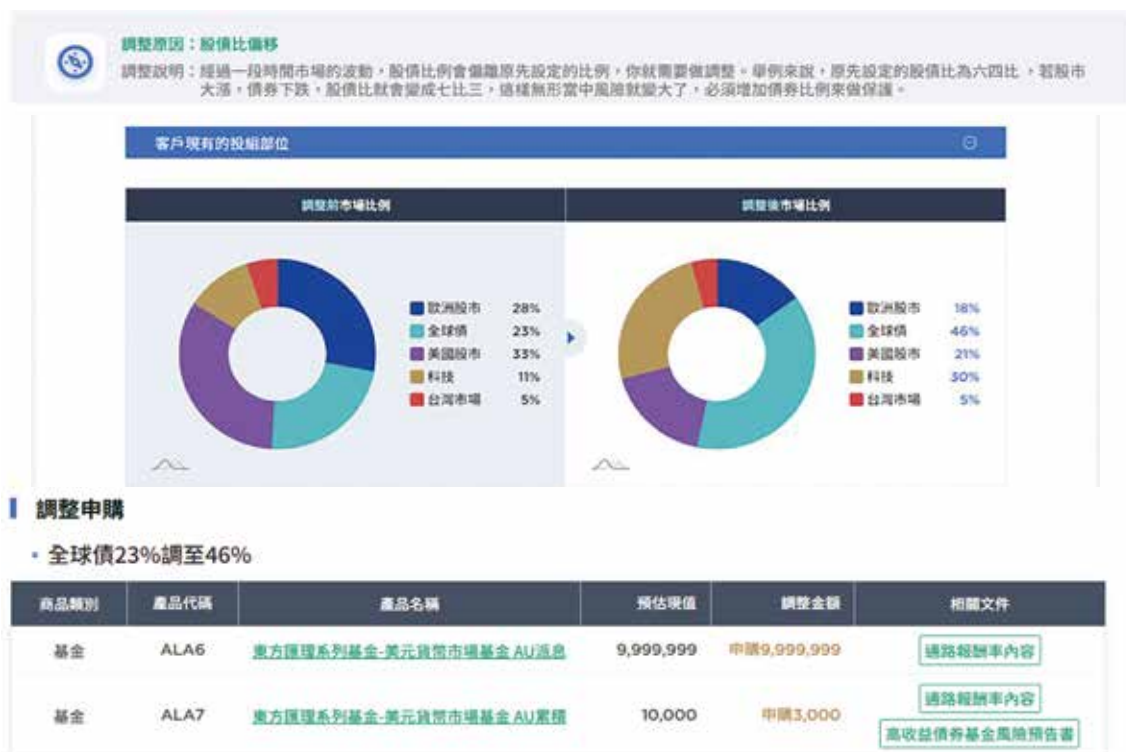 調整原因：股債比偏移
調整說明：經過一段時間市場的波動，股債比例會偏離原先設定的比例，你就需要做調整。舉例來說，原先設定的股債比為六四比，若股市
大漲，債券下跌，股債比就會變成七比三，這樣無形當中風險就變大了，必須增加債券比例來做保護。
客戶現有的投組部位
調整前市場比例
調整後市場比例
歐洲股市 28%
全球債 23%
美國股市 33%
科技 11%
台灣市場 5%
歐洲股市 18%
全球債 46%
美國股市 21%
科技 30%
台灣市場 5%
調整申購
• 全球債23%調至46%
商品類別 產品代碼 產品名稱 預估現值 調整金額 相關文件
基金 ALA6 東方匯理系列基金-美元貨幣市場基金 AU派息 9,999,999 申購9,999,999 通路報酬率內容
基金 ALA7 東方匯理系列基金-美元貨幣市場基金 AU累積 10,000 申購3,000 通路報酬率內容
高收益債券基金風險預告書